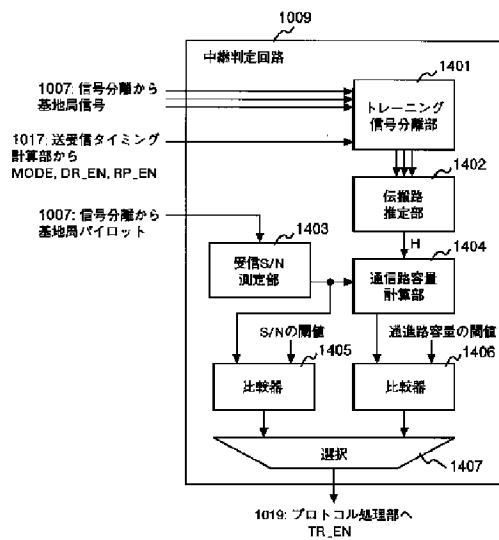 1009
中継判定回路
1401
1007: 信号分離から
基地局信号
トレーニング
信号分離部
1017: 送受信タイミング
計算部から
MODE, DR_EN, RP_EN
1402
伝搬路
推定部
1007: 信号分離から
基地局パイロット
1403
H
1404
受信S/N
測定部
通信路容量
計算部
S/Nの閾値
通進路容量の閾値
1405
1406
比較器
比較器
選択
1407
1019: プロトコル処理部へ
TR_EN